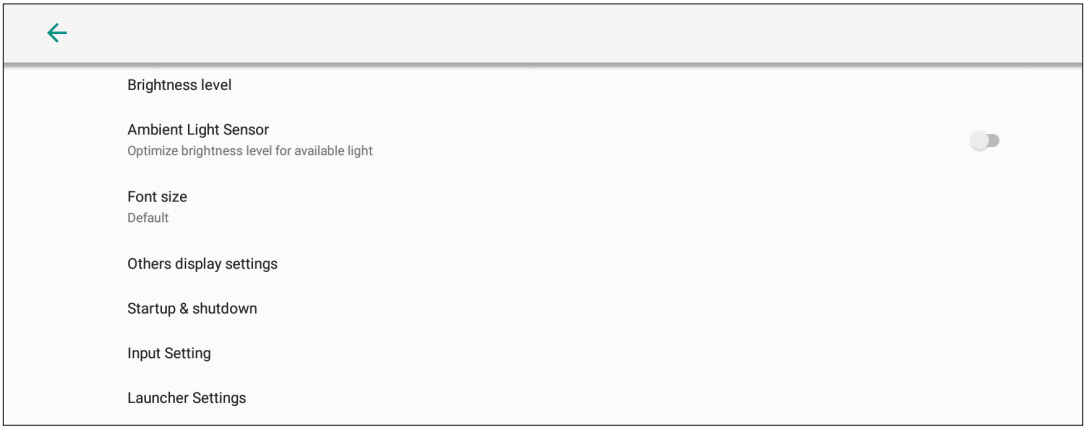 Brightness level
Ambient Light Sensor
Optimize brightness level for available light
Font size
Default
Others display settings
Startup & shutdown
Input Setting
Launcher Settings